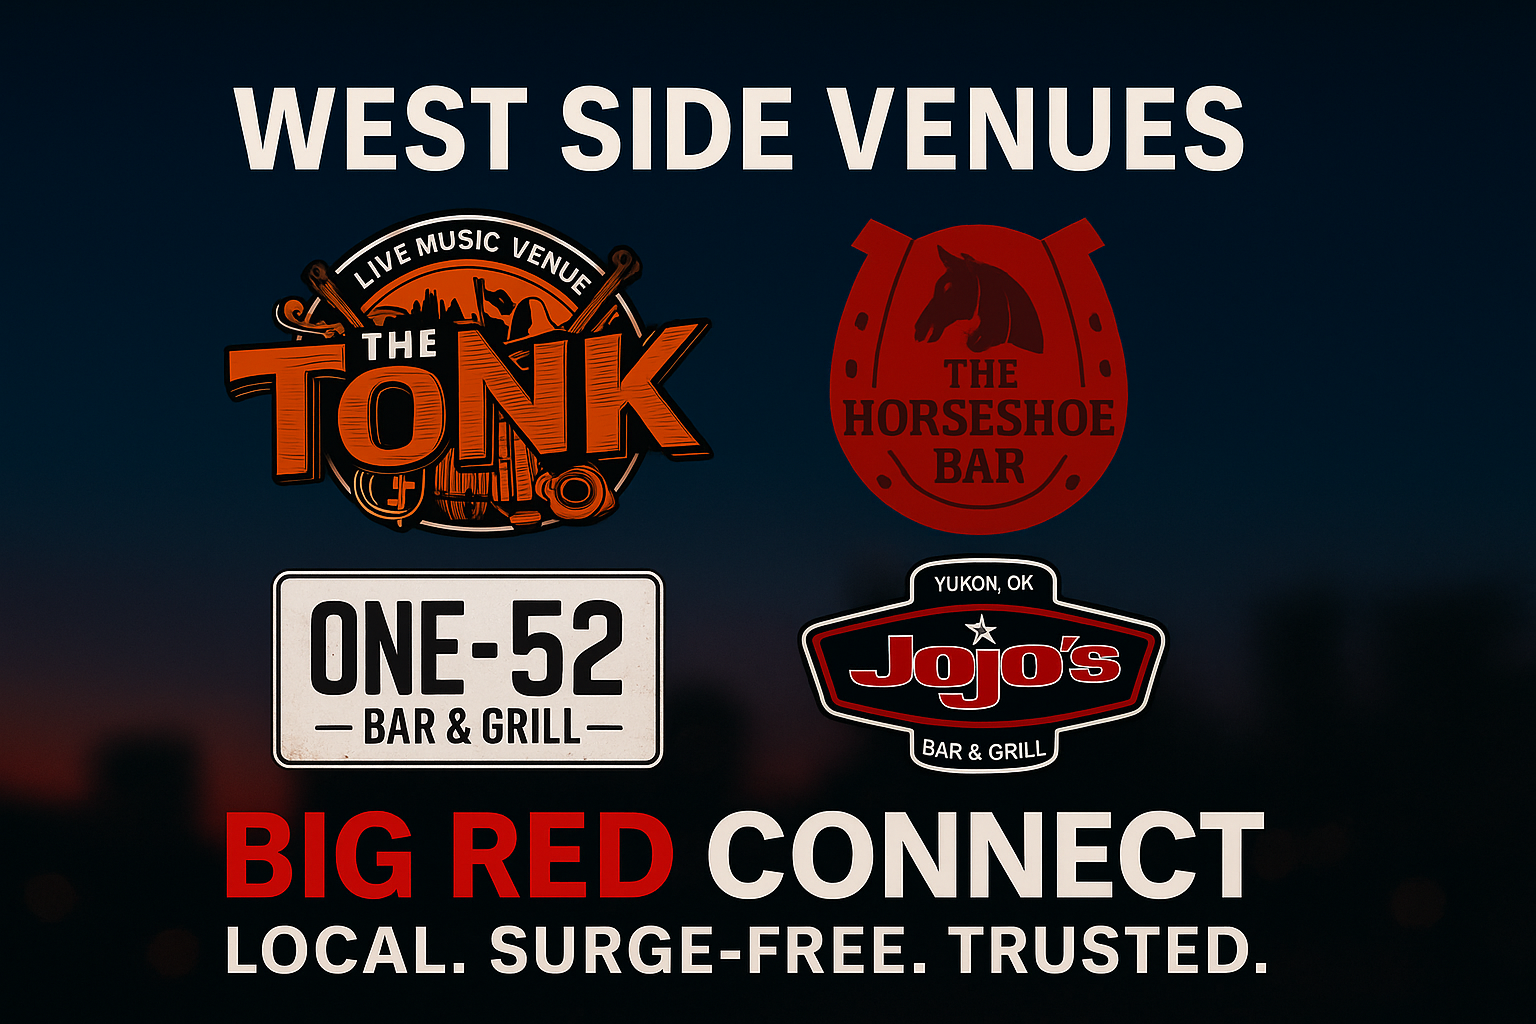 WEST SIDE VENUES
LIVE MUSIC VENUE
THE
TONK
THE
HORSESHOE
BAR
ONE-52
— BAR & GRILL —
YUKON, OK
Jojo's
BAR & GRILL
BIG RED CONNECT
LOCAL. SURGE-FREE. TRUSTED.